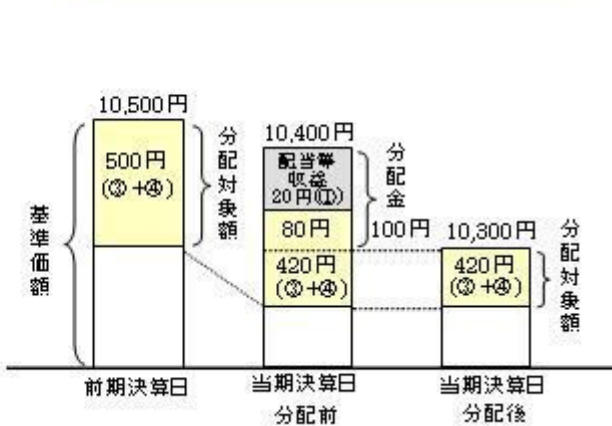 10,500円
500円
(③+④)
分配対象額
基準価額
前期決算日
10,400円
配当等
収益
20円(①)
80円
420円
(③+④)
分配金
100円
当期決算日
分配前
10,300円
420円
(③+④)
分配対象額
当期決算日
分配後